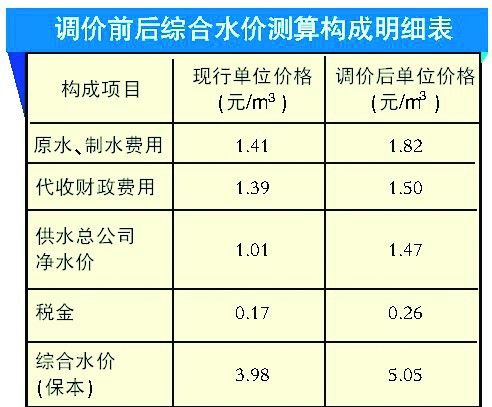 调价前后综合水价测算构成明细表
构成项目 现行单位价格 调价后单位价格
(元/m³) (元/m³)
原水、制水费用 1.41 1.82
代收财政费用 1.39 1.50
供水总公司
净水价 1.01 1.47
税金 0.17 0.26
综合水价
(保本) 3.98 5.05